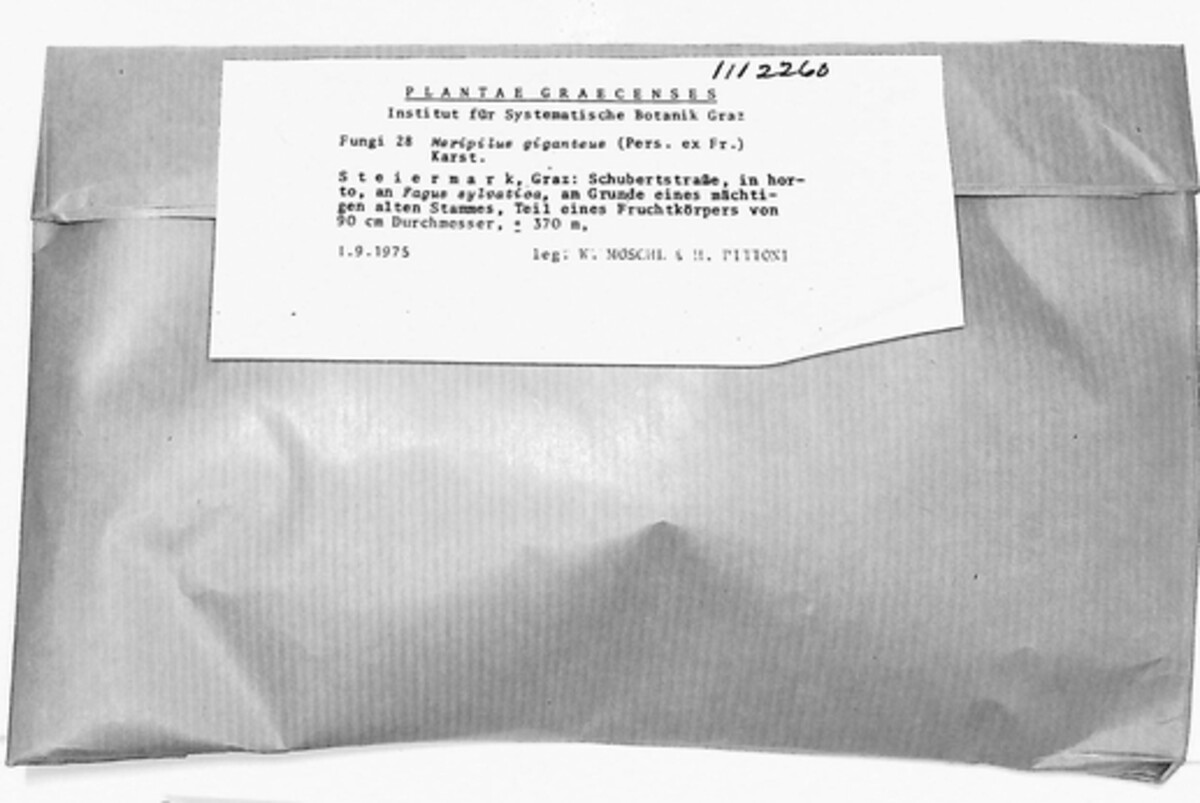 1112260
PLANTAE GRAECENSES
Institut für Systematische Botanik Graz
Fungi 28 Meripilus giganteus (Pers. ex Fr.)
Karst.
Steiermark, Graz: Schubertstraße, in hor-
to, an Fagus sylvatica, am Grunde eines mächti-
gen alten Stammes, Teil eines Fruchtkörpers von
90 cm Durchmesser, ± 370 m,
1.9.1975 leg: W. MÖSCHL & H. PITTONI